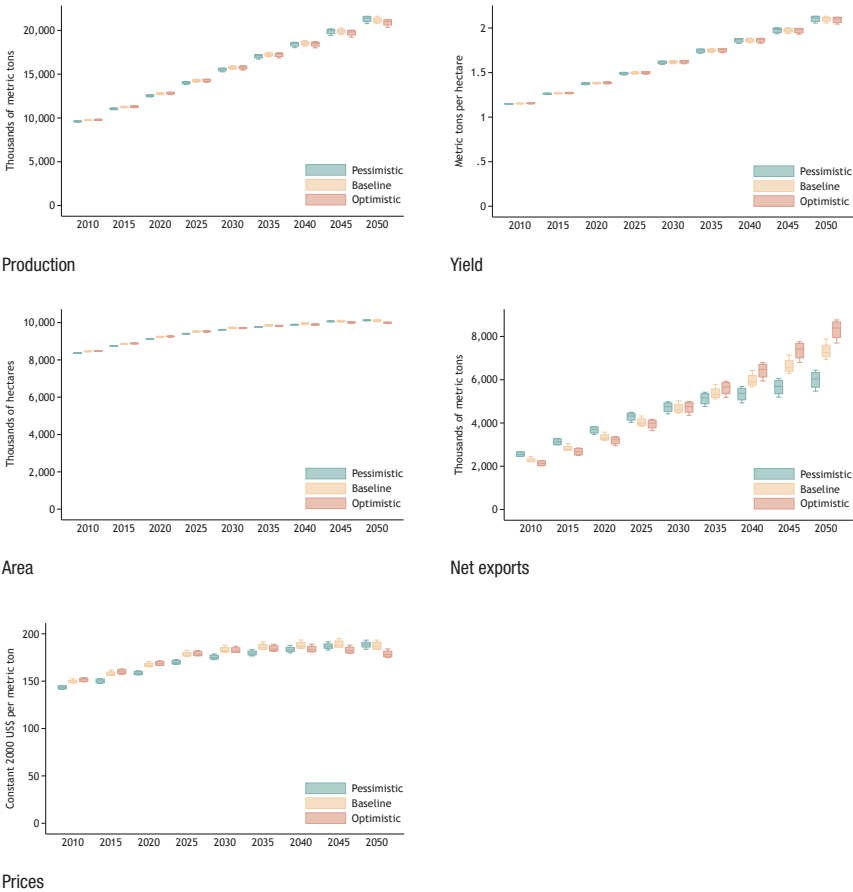 Thousands of metric tons
20,000
15,000
10,000
5,000
0
Pessimistic
Baseline
Optimistic
2010 2015 2020 2025 2030 2035 2040 2045 2050
Production
Metric tons per hectare
2
1.5
1
.5
0
Pessimistic
Baseline
Optimistic
2010 2015 2020 2025 2030 2035 2040 2045 2050
Yield
Thousands of hectares
10,000
8,000
6,000
4,000
2,000
0
Pessimistic
Baseline
Optimistic
2010 2015 2020 2025 2030 2035 2040 2045 2050
Area
Thousands of metric tons
8,000
6,000
4,000
2,000
0
Pessimistic
Baseline
Optimistic
2010 2015 2020 2025 2030 2035 2040 2045 2050
Net exports
Constant 2000 US$ per metric ton
200
150
100
50
0
Pessimistic
Baseline
Optimistic
2010 2015 2020 2025 2030 2035 2040 2045 2050
Prices